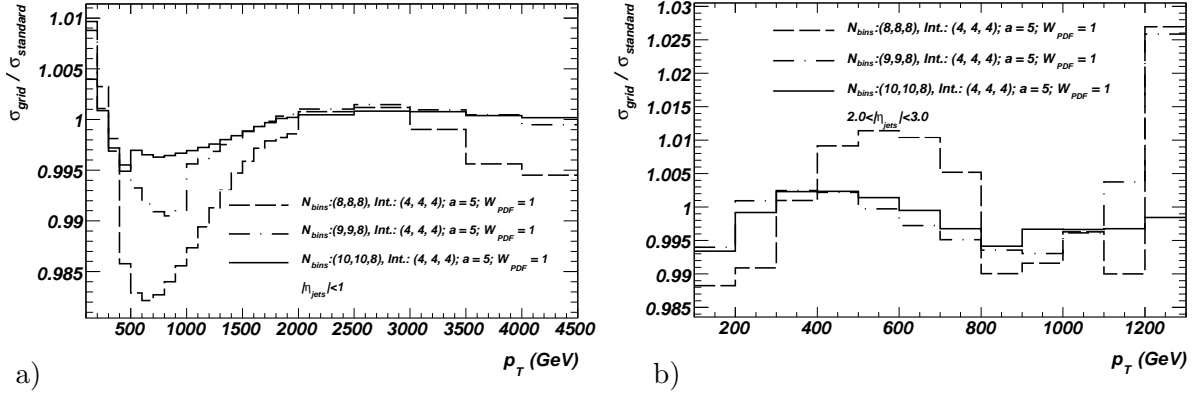 σ_grid / σ_standard
1.01
1.005
1
0.995
0.99
0.985
N_bins:(8,8,8), Int.: (4, 4, 4); a = 5; W_PDF = 1
N_bins:(9,9,8), Int.: (4, 4, 4); a = 5; W_PDF = 1
N_bins:(10,10,8), Int.: (4, 4, 4); a = 5; W_PDF = 1
|η_jets|<1
500 1000 1500 2000 2500 3000 3500 4000 4500
p_T (GeV)
a)
σ_grid / σ_standard
1.03
1.025
1.02
1.015
1.01
1.005
1
0.995
0.99
0.985
N_bins:(8,8,8), Int.: (4, 4, 4); a = 5; W_PDF = 1
N_bins:(9,9,8), Int.: (4, 4, 4); a = 5; W_PDF = 1
N_bins:(10,10,8), Int.: (4, 4, 4); a = 5; W_PDF = 1
2.0<|η_jets|<3.0
200 400 600 800 1000 1200
p_T (GeV)
b)